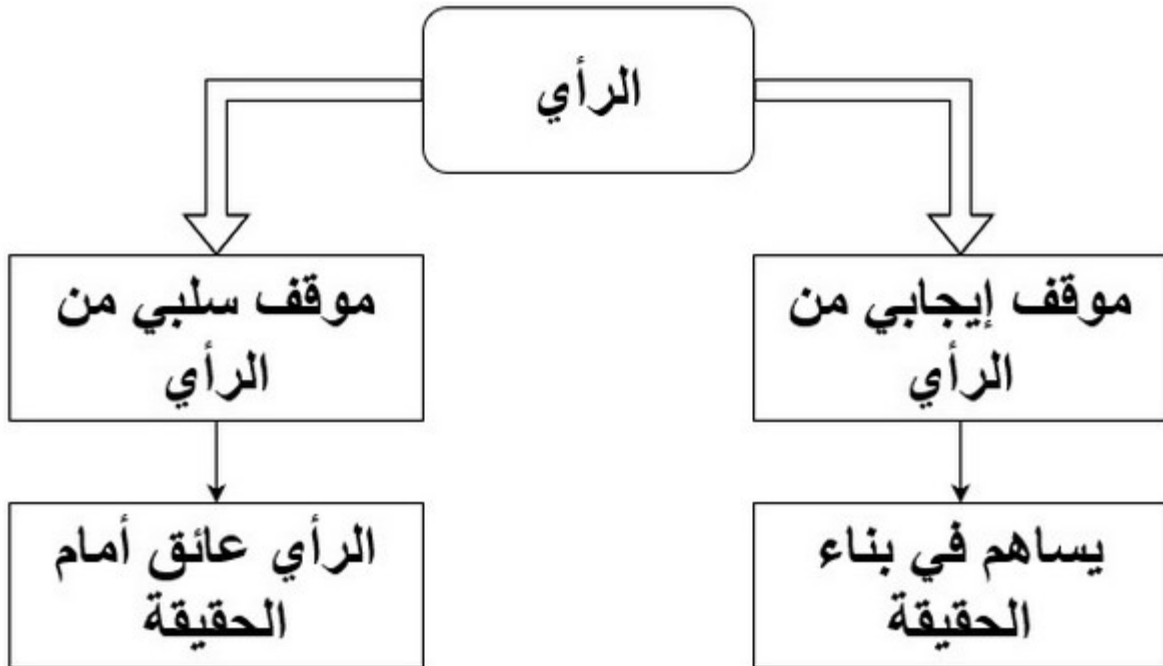 الرأي
موقف إيجابي من
الرأي
موقف سلبي من
الرأي
يساهم في بناء
الحقيقة
الرأي عائق أمام
الحقيقة